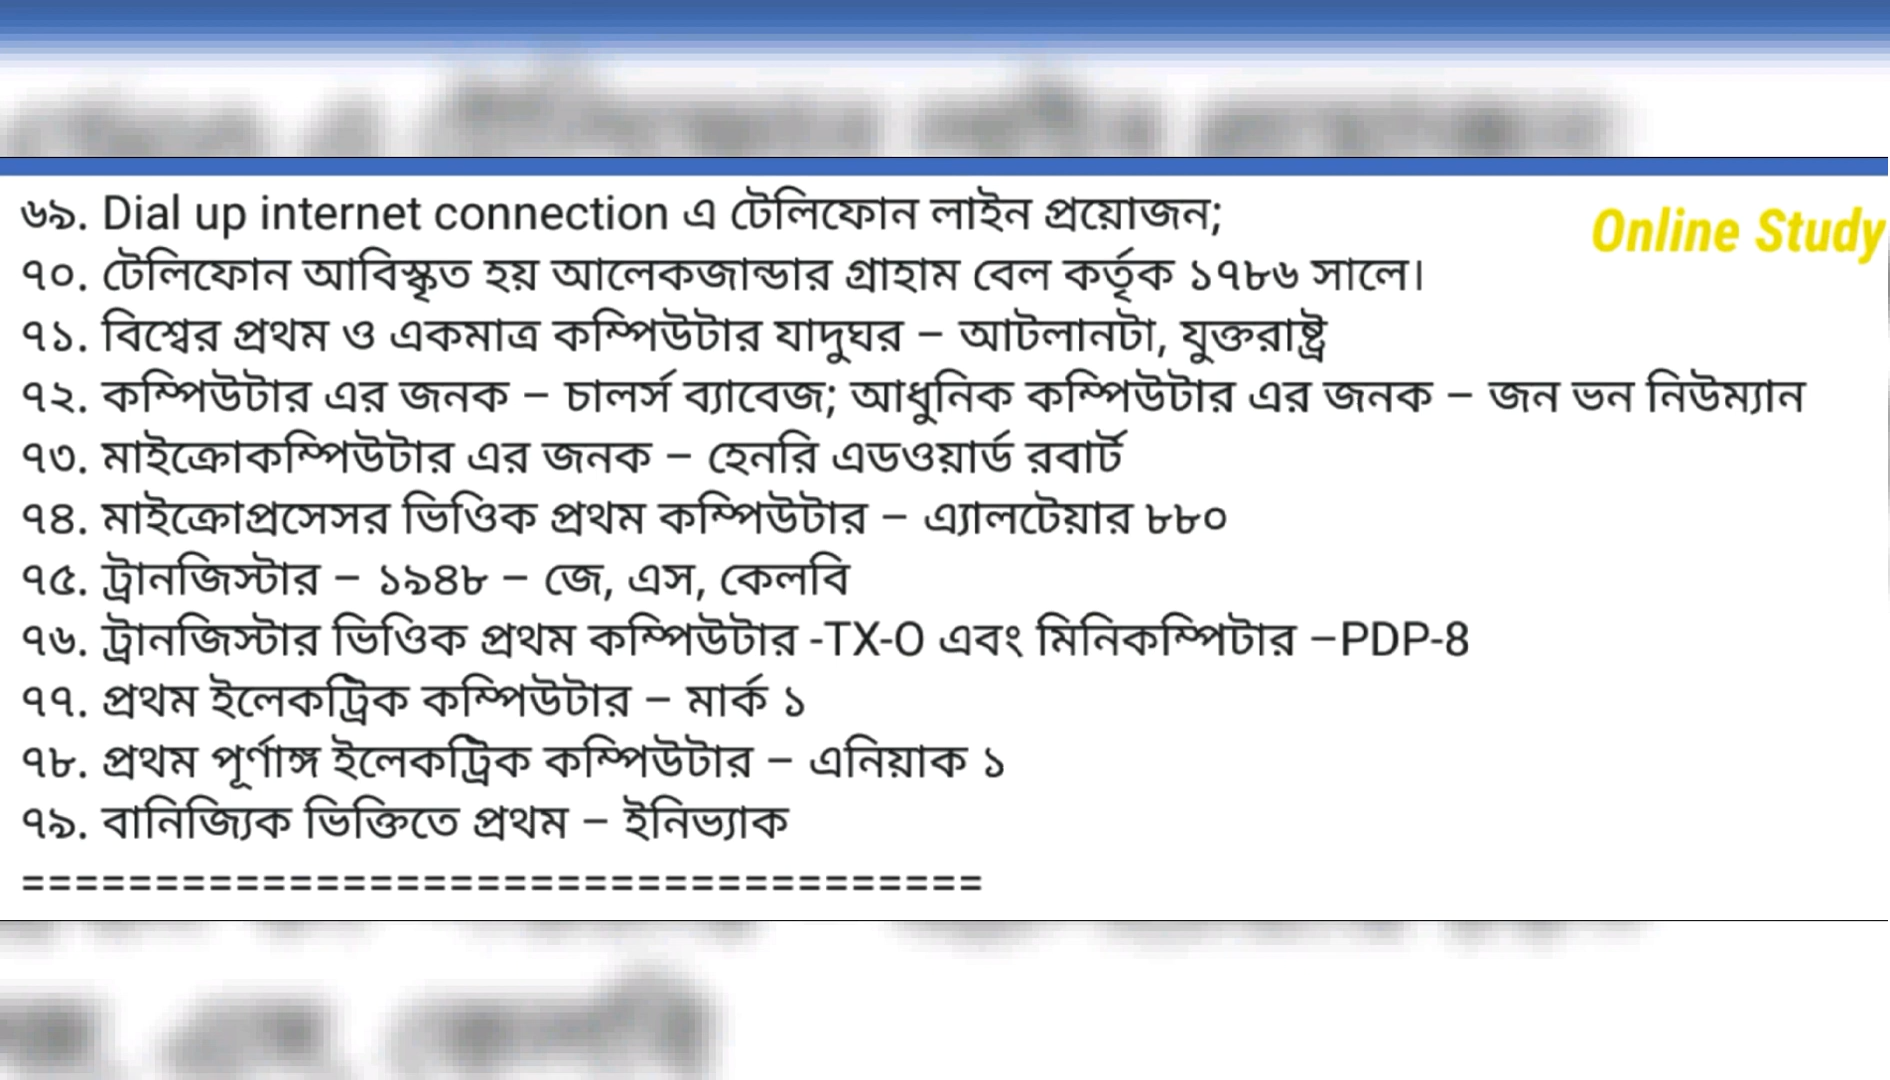 ৬৯. Dial up internet connection এ টেলিফোন লাইন প্রয়োজন;
Online Study
৭০. টেলিফোন আবিস্কৃত হয় আলেকজান্ডার গ্রাহাম বেল কর্তৃক ১৭৮৬ সালে।
৭১. বিশ্বের প্রথম ও একমাত্র কম্পিউটার যাদুঘর – আটলানটা, যুক্তরাষ্ট্র
৭২. কম্পিউটার এর জনক – চালর্স ব্যাবেজ; আধুনিক কম্পিউটার এর জনক – জন ভন নিউম্যান
৭৩. মাইক্রোকম্পিউটার এর জনক – হেনরি এডওয়ার্ড রবার্ট
৭৪. মাইক্রোপ্রসেসর ভিওিক প্রথম কম্পিউটার – এ্যালটেয়ার ৮৮০
৭৫. ট্রানজিস্টার – ১৯৪৮ – জে, এস, কেলবি
৭৬. ট্রানজিস্টার ভিওিক প্রথম কম্পিউটার -TX-O এবং মিনিকম্পিটার –PDP-8
৭৭. প্রথম ইলেকট্রিক কম্পিউটার – মার্ক ১
৭৮. প্রথম পূর্ণাঙ্গ ইলেকট্রিক কম্পিউটার – এনিয়াক ১
৭৯. বানিজ্যিক ভিক্তিতে প্রথম – ইনিভ্যাক
====================================